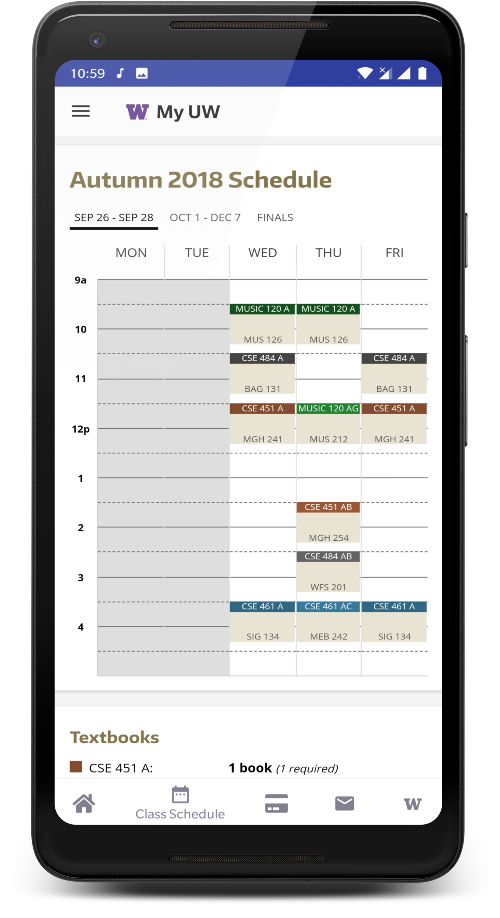 10:59
W My UW
Autumn 2018 Schedule
SEP 26 - SEP 28 OCT 1 - DEC 7 FINALS
MON TUE WED THU FRI
9a
MUSIC 120 A MUSIC 120 A
10
MUS 126 MUS 126
CSE 484 A CSE 484 A
11
BAG 131 BAG 131
CSE 451 A MUSIC 120 AG CSE 451 A
12p
MGH 241 MUS 212 MGH 241
1
CSE 451 AB
2
MGH 254
CSE 484 AB
3
WFS 201
CSE 461 A CSE 461 AC CSE 461 A
4
SIG 134 MEB 242 SIG 134
Textbooks
CSE 451 A: 1 book (1 required)
Class Schedule
W